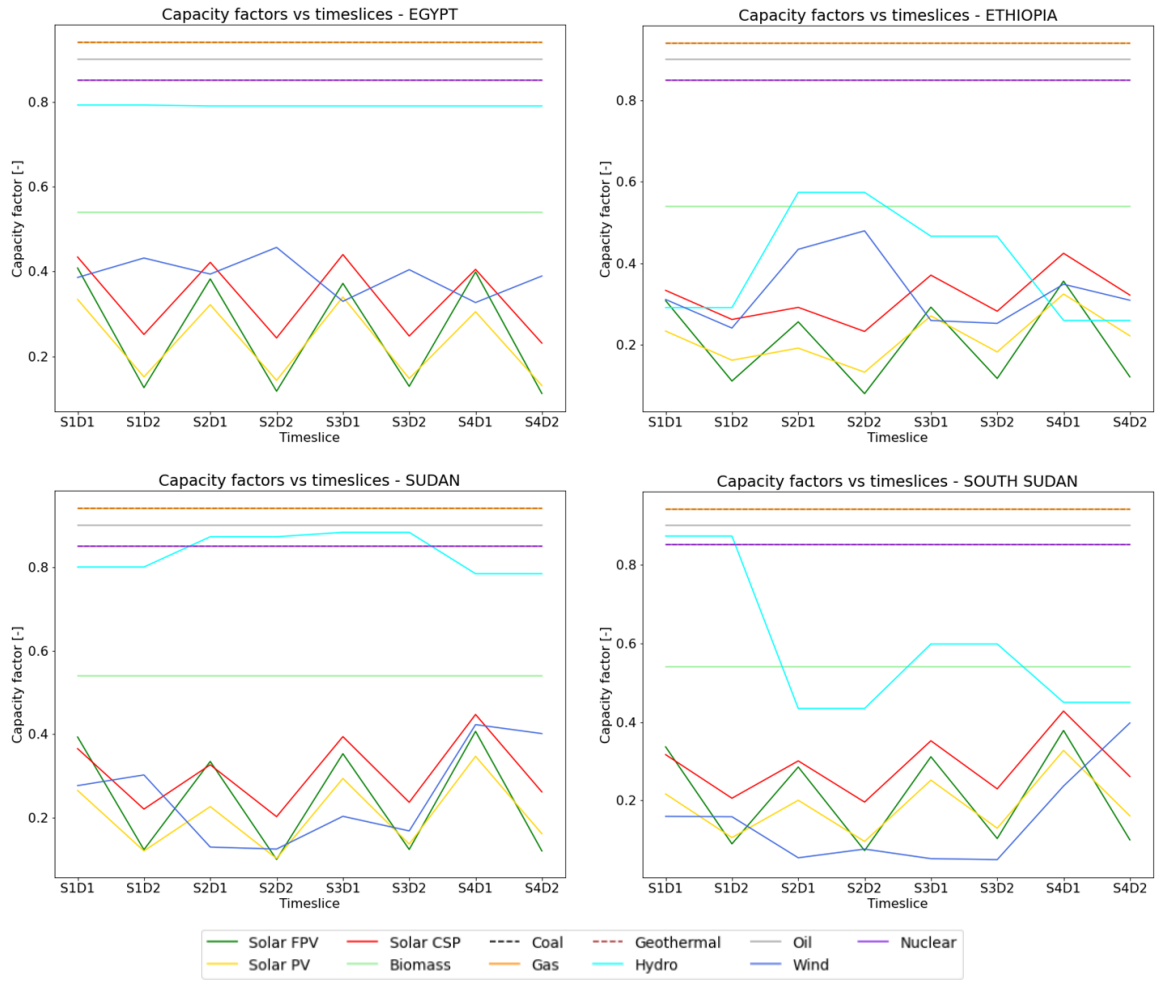 Capacity factors vs timeslices - EGYPT
Capacity factor [-]
0.8
0.6
0.4
0.2
S1D1 S1D2 S2D1 S2D2 S3D1 S3D2 S4D1 S4D2
Timeslice
Capacity factors vs timeslices - ETHIOPIA
Capacity factor [-]
0.8
0.6
0.4
0.2
S1D1 S1D2 S2D1 S2D2 S3D1 S3D2 S4D1 S4D2
Timeslice
Capacity factors vs timeslices - SUDAN
Capacity factor [-]
0.8
0.6
0.4
0.2
S1D1 S1D2 S2D1 S2D2 S3D1 S3D2 S4D1 S4D2
Timeslice
Capacity factors vs timeslices - SOUTH SUDAN
Capacity factor [-]
0.8
0.6
0.4
0.2
S1D1 S1D2 S2D1 S2D2 S3D1 S3D2 S4D1 S4D2
Timeslice
Solar FPV Solar CSP Coal Geothermal Oil Nuclear
Solar PV Biomass Gas Hydro Wind